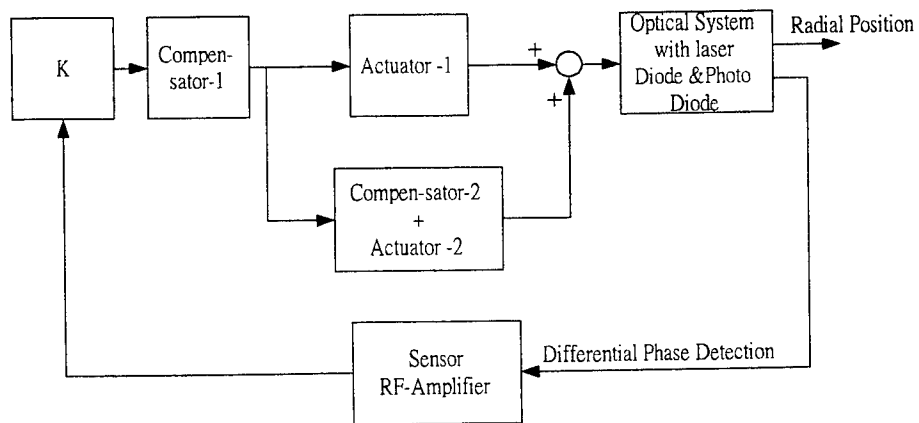 K
Compen-
sator-1
Actuator -1
+
+
Optical System
with laser
Diode &Photo
Diode
Radial Position
Compen-sator-2
+
Actuator -2
Sensor
RF-Amplifier
Differential Phase Detection